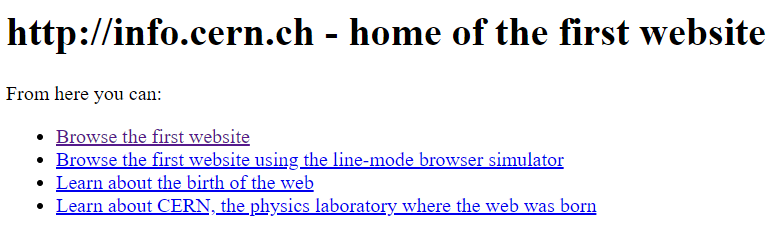 http://info.cern.ch - home of the first website
From here you can:
Browse the first website
Browse the first website using the line-mode browser simulator
Learn about the birth of the web
Learn about CERN, the physics laboratory where the web was born